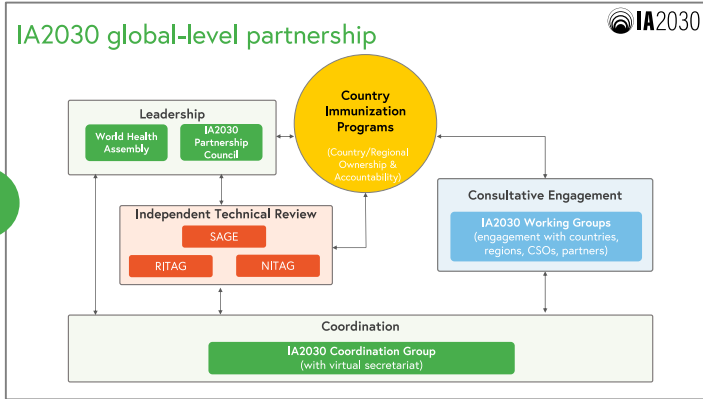 IA2030 global-level partnership
IA2030
Leadership
World Health
Assembly
IA2030
Partnership
Council
Country
Immunization
Programs
(Country/Regional
Ownership &
Accountability)
Independent Technical Review
SAGE
RITAG
NITAG
Consultative Engagement
IA2030 Working Groups
(engagement with countries,
regions, CSOs, partners)
Coordination
IA2030 Coordination Group
(with virtual secretariat)